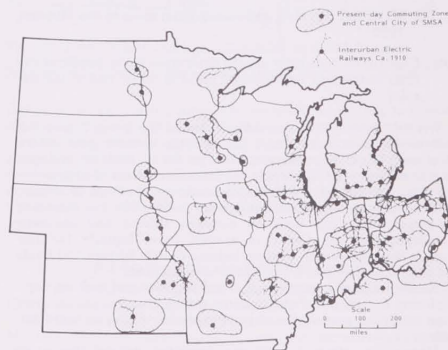 Present day Commuting Zone
and Central City of SMSA
Interurban Electric
Railways Ca. 1910
Scale
0 100 200
miles